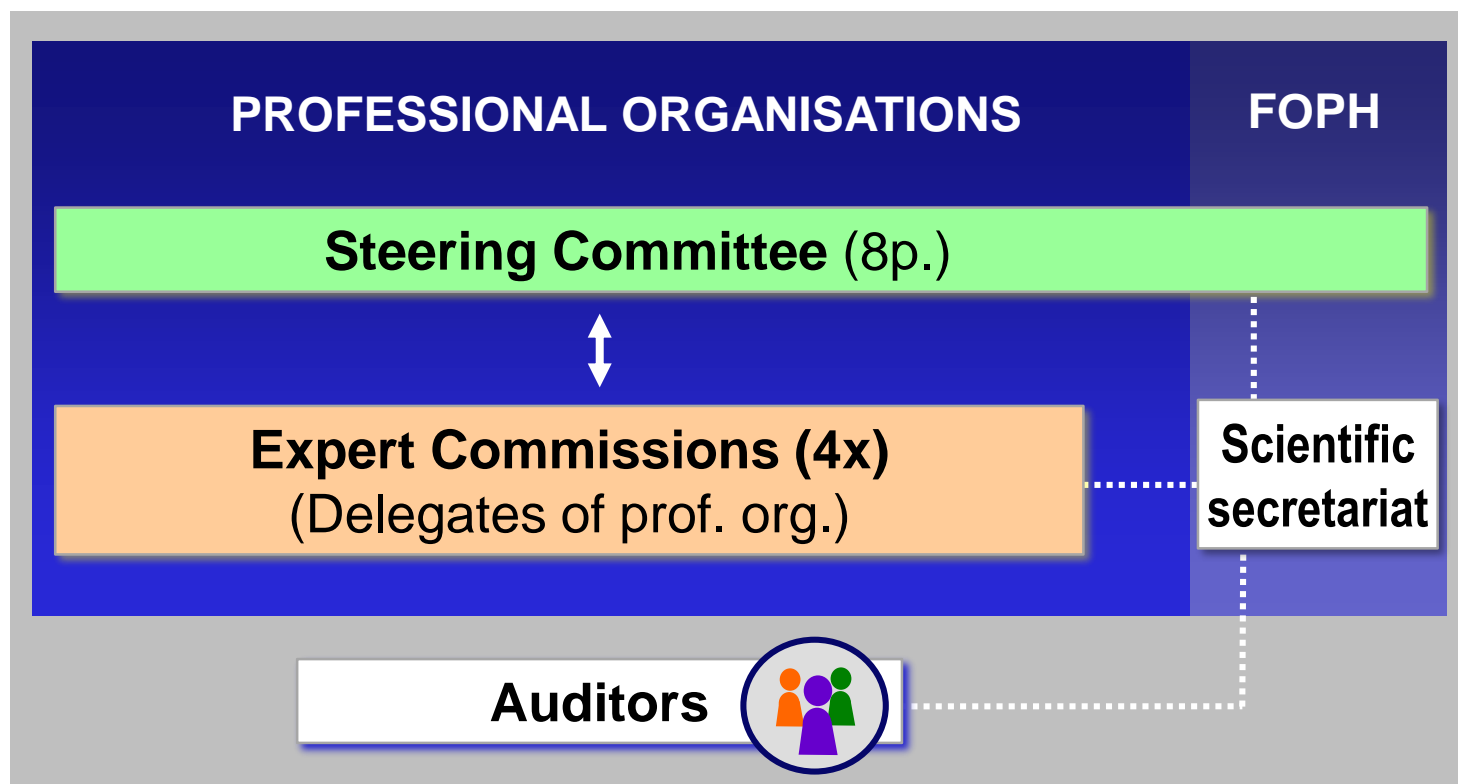 PROFESSIONAL ORGANISATIONS
FOPH
Steering Committee (8p.)
Expert Commissions (4x)
(Delegates of prof. org.)
Scientific
secretariat
Auditors